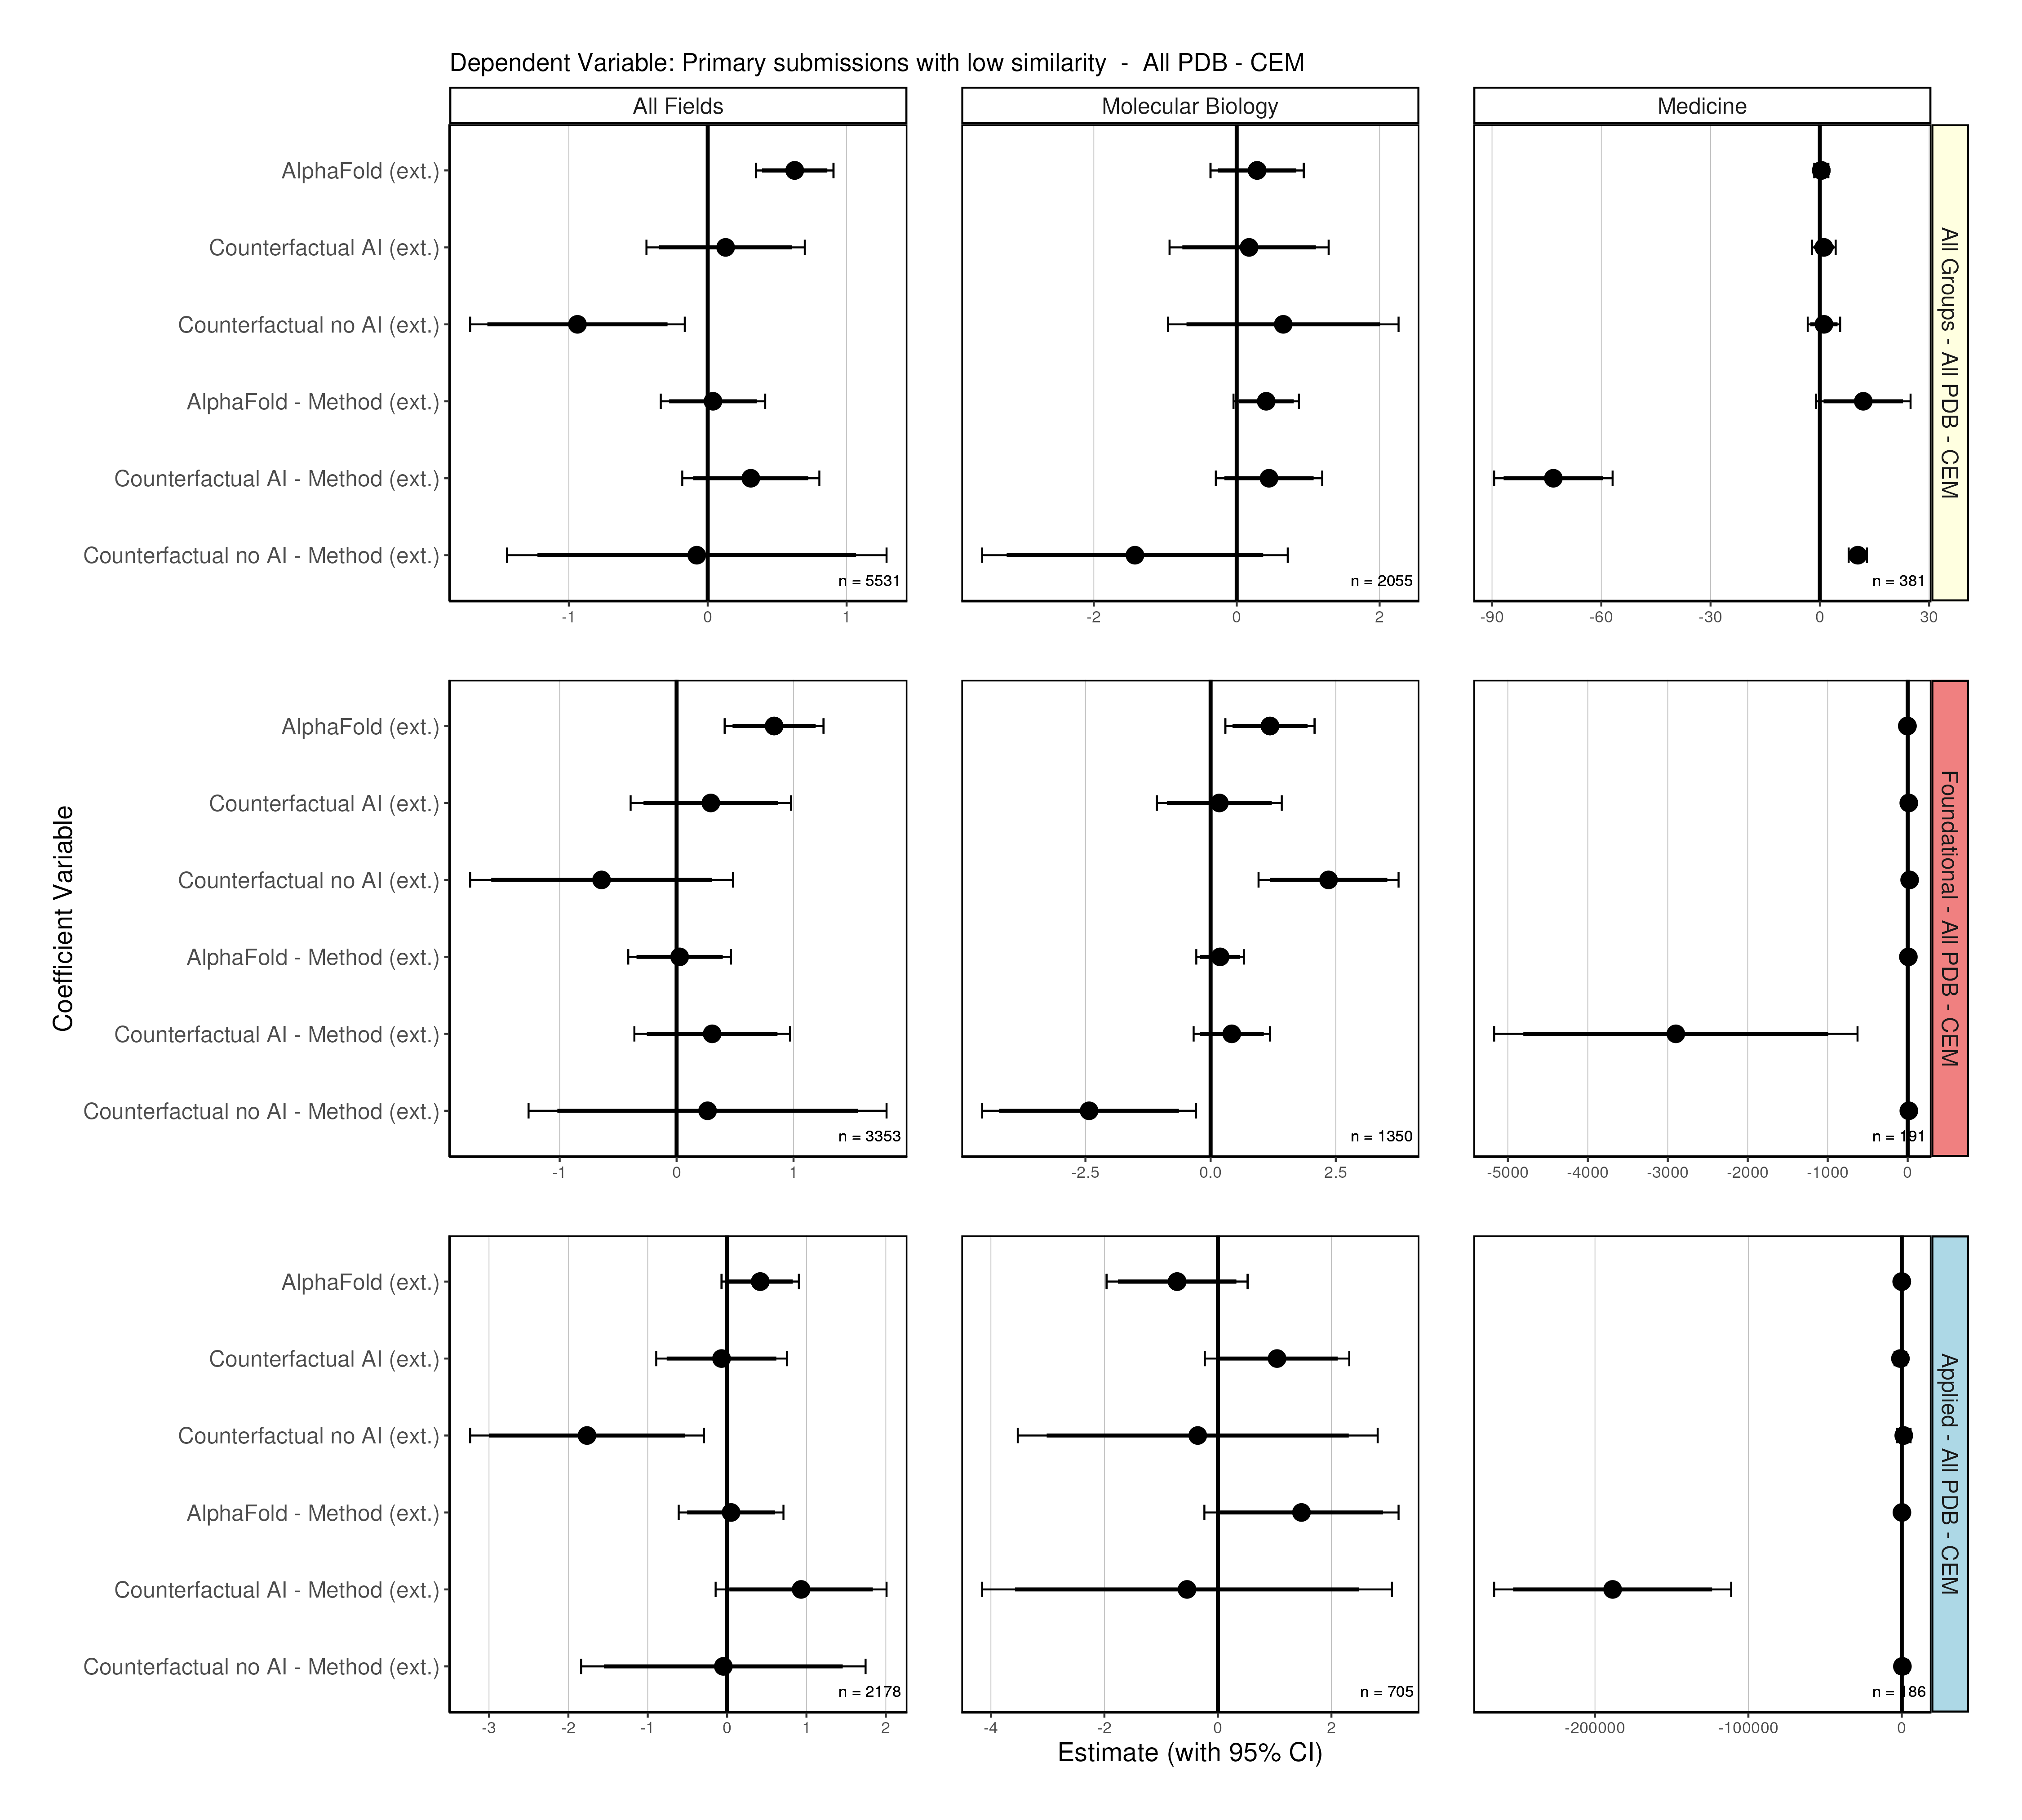 Dependent Variable: Primary submissions with low similarity - All PDB - CEM
All Fields
Molecular Biology
Medicine
AlphaFold (ext.)
Counterfactual AI (ext.)
Counterfactual no AI (ext.)
AlphaFold - Method (ext.)
Counterfactual AI - Method (ext.)
Counterfactual no AI - Method (ext.)
n = 5531
n = 2055
n = 381
All Groups - All PDB - CEM
-1 0 1
-2 0 2
-90 -60 -30 0 30
Coefficient Variable
AlphaFold (ext.)
Counterfactual AI (ext.)
Counterfactual no AI (ext.)
AlphaFold - Method (ext.)
Counterfactual AI - Method (ext.)
Counterfactual no AI - Method (ext.)
n = 3353
n = 1350
n = 191
Foundational - All PDB - CEM
-1 0 1
-2.5 0.0 2.5
-5000 -4000 -3000 -2000 -1000 0
AlphaFold (ext.)
Counterfactual AI (ext.)
Counterfactual no AI (ext.)
AlphaFold - Method (ext.)
Counterfactual AI - Method (ext.)
Counterfactual no AI - Method (ext.)
n = 2178
n = 705
n = 186
Applied - All PDB - CEM
-3 -2 -1 0 1 2
-4 -2 0 2
-200000 -100000 0
Estimate (with 95% CI)